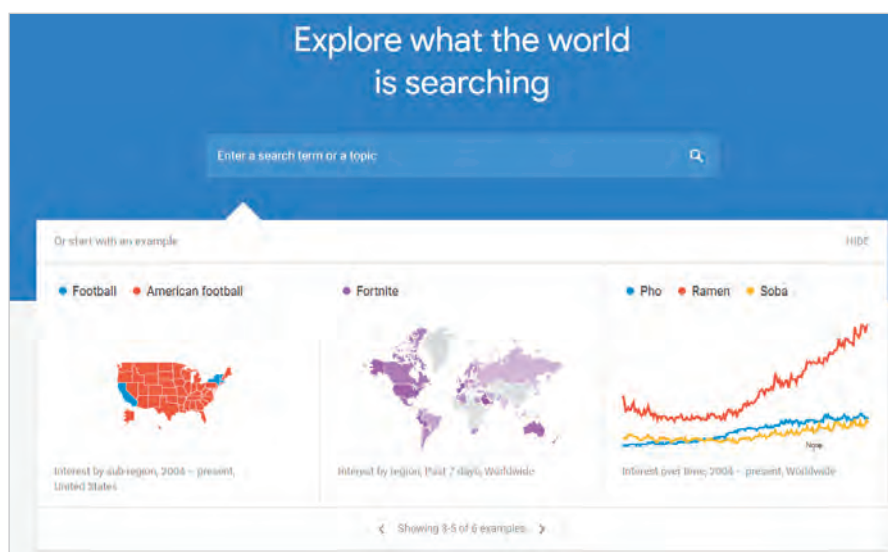 Explore what the world
is searching
Enter a search term or a topic
Or start with an example
HIDE
Football American football
Fortnite
Pho Ramen Soba
Note
Interest by sub-region, 2004 – present,
United States
Interest by region, Past 7 days, Worldwide
Interest over time, 2004 – present, Worldwide
Showing 3-5 of 6 examples